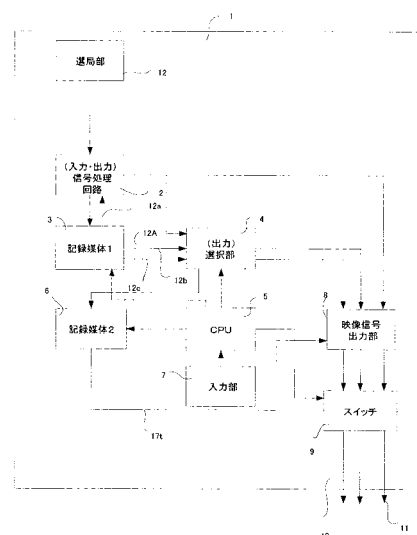 1
選局部
12
(入力・出力)
信号処理
回路
2
12a
3
記録媒体1
12A
12b
12c
4
(出力)
選択部
6
記録媒体2
5
CPU
8
映像信号
出力部
7
入力部
スイッチ
9
17t
11